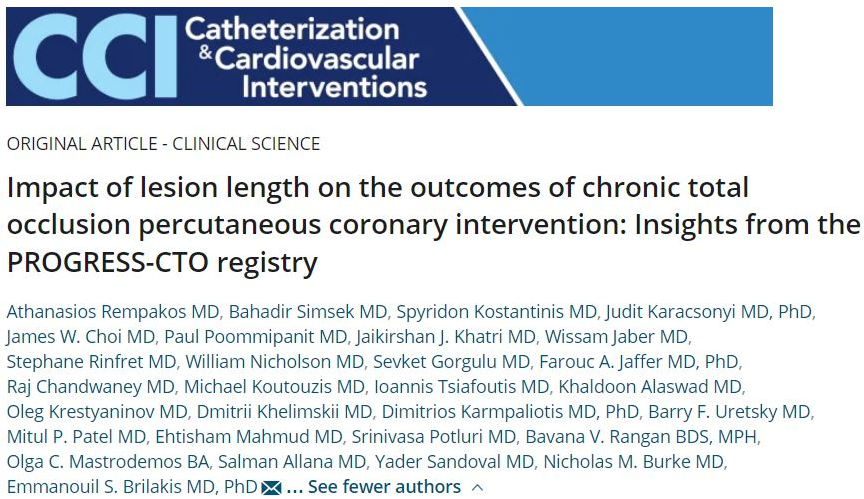 CCI Catheterization
& Cardiovascular
Interventions
ORIGINAL ARTICLE - CLINICAL SCIENCE
Impact of lesion length on the outcomes of chronic total
occlusion percutaneous coronary intervention: Insights from the
PROGRESS-CTO registry
Athanasios Rempakos MD, Bahadir Simsek MD, Spyridon Kostantinis MD, Judit Karacsonyi MD, PhD,
James W. Choi MD, Paul Poommipanit MD, Jaikirshan J. Khatri MD, Wissam Jaber MD,
Stephane Rinfret MD, William Nicholson MD, Sevket Gorgulu MD, Farouc A. Jaffer MD, PhD,
Raj Chandwaney MD, Michael Koutouzis MD, Ioannis Tsiafoutis MD, Khaldoon Alaswad MD,
Oleg Krestyaninov MD, Dmitrii Khelimskii MD, Dimitrios Karmpaliotis MD, PhD, Barry F. Uretsky MD,
Mitul P. Patel MD, Ehtisham Mahmud MD, Srinivasa Potluri MD, Bavana V. Rangan BDS, MPH,
Olga C. Mastrodemos BA, Salman Allana MD, Yader Sandoval MD, Nicholas M. Burke MD,
Emmanouil S. Brilakis MD, PhD ... See fewer authors